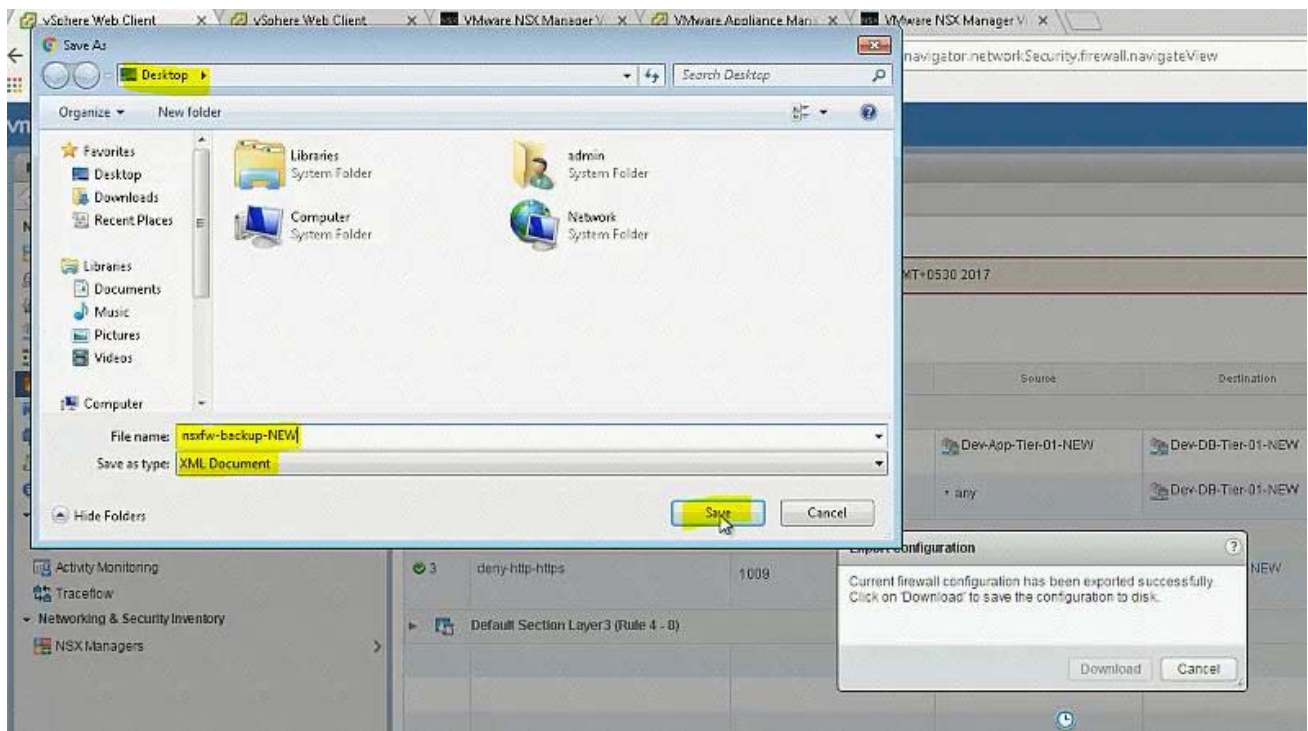 vSphere Web Client
vSphere Web Client
VMware NSX Manager V
VMware Appliance Man
VMware NSX Manager Vi
Save As
navigator.networkSecurity.firewall.navigateView
Desktop
Search Desktop
Organize
New folder
Favorites
Desktop
Downloads
Recent Places
Libraries
Documents
Music
Pictures
Videos
Computer
Libraries
System Folder
admin
System Folder
Computer
System Folder
Network
System Folder
MT+0530 2017
Source
Destination
File name: nsxfw-backup-NEW
Save as type: XML Document
Dev-App-Tier-01-NEW
Dev-DB-Tier-01-NEW
any
Dev-DB-Tier-01-NEW
Hide Folders
Save
Cancel
Activity Monitoring
Traceflow
Networking & Security Inventory
NSX Managers
3
deny-http-https
1009
NEW
Default Section Layer3 (Rule 4 - 8)
Export Configuration
Current firewall configuration has been exported successfully.
Click on 'Download' to save the configuration to disk.
Download
Cancel